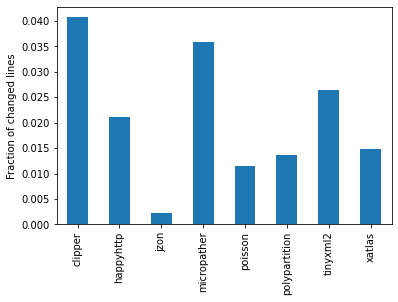 0.040
0.035
0.030
0.025
0.020
0.015
0.010
0.005
0.000
Fraction of changed lines
clipper
happyhttp
jzon
micropather
poisson
polypartition
tinyxml2
xatlas